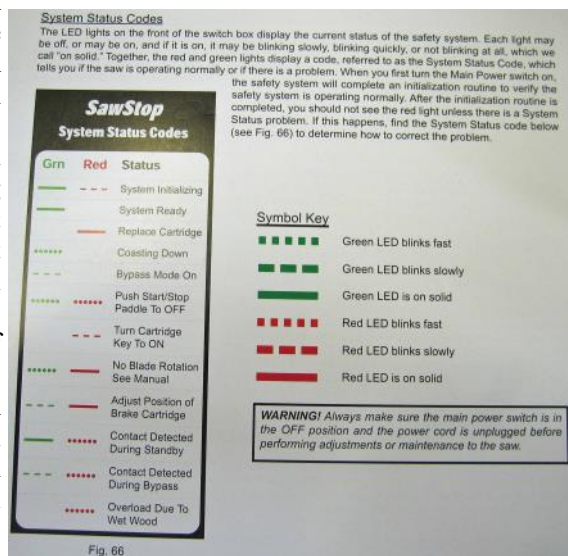 System Status Codes
The LED lights on the front of the switch box display the current status of the safety system. Each light may
be off, or may be on, and if it is on, it may be blinking slowly, blinking quickly, or not blinking at all, which we
call "on solid." Together, the red and green lights display a code, referred to as the System Status Code, which
tells you if the saw is operating normally or if there is a problem. When you first turn the Main Power switch on,
the safety system will complete an initialization routine to verify the
safety system is operating normally. After the initialization routine is
completed, you should not see the red light unless there is a System
Status problem. If this happens, find the System Status code below
(see Fig. 66) to determine how to correct the problem.
SawStop
System Status Codes
Grn Red Status
System Initializing
System Ready
Replace Cartridge
Coasting Down
Bypass Mode On
Push Start/Stop
Paddle To OFF
Turn Cartridge
Key To ON
No Blade Rotation
See Manual
Adjust Position of
Brake Cartridge
Contact Detected
During Standby
Contact Detected
During Bypass
Overload Due To
Wet Wood
Fig. 66
Symbol Key
Green LED blinks fast
Green LED blinks slowly
Green LED is on solid
Red LED blinks fast
Red LED blinks slowly
Red LED is on solid
WARNING! Always make sure the main power switch is in
the OFF position and the power cord is unplugged before
performing adjustments or maintenance to the saw.